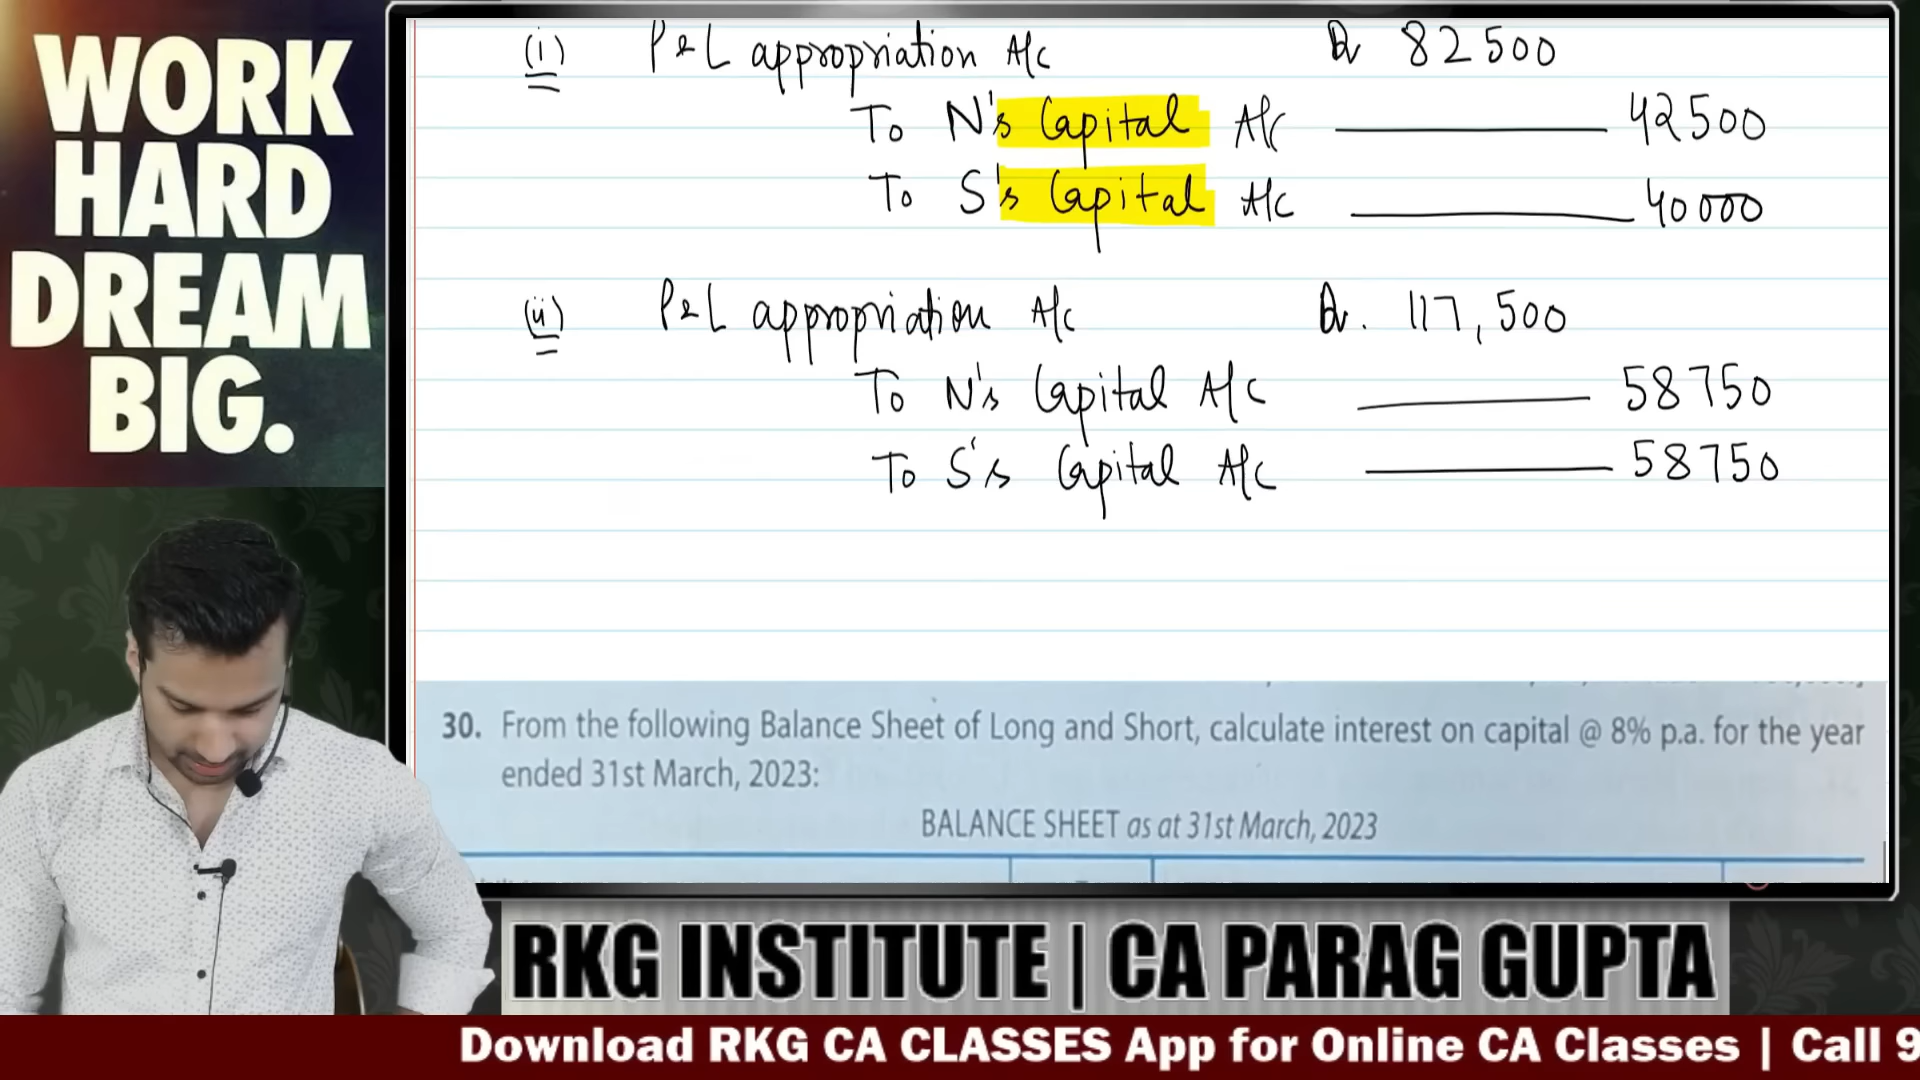 WORK
HARD
DREAM
BIG.
(i) P&L appropriation A/c Dr 82500
To N's Capital A/c 42500
To S's Capital A/c 40000
(ii) P&L appropriation A/c Dr. 117,500
To N's Capital A/c 58750
To S's Capital A/c 58750
30. From the following Balance Sheet of Long and Short, calculate interest on capital @ 8% p.a. for the year
ended 31st March, 2023:
BALANCE SHEET as at 31st March, 2023
RKG INSTITUTE | CA PARAG GUPTA
Download RKG CA CLASSES App for Online CA Classes | Call 9